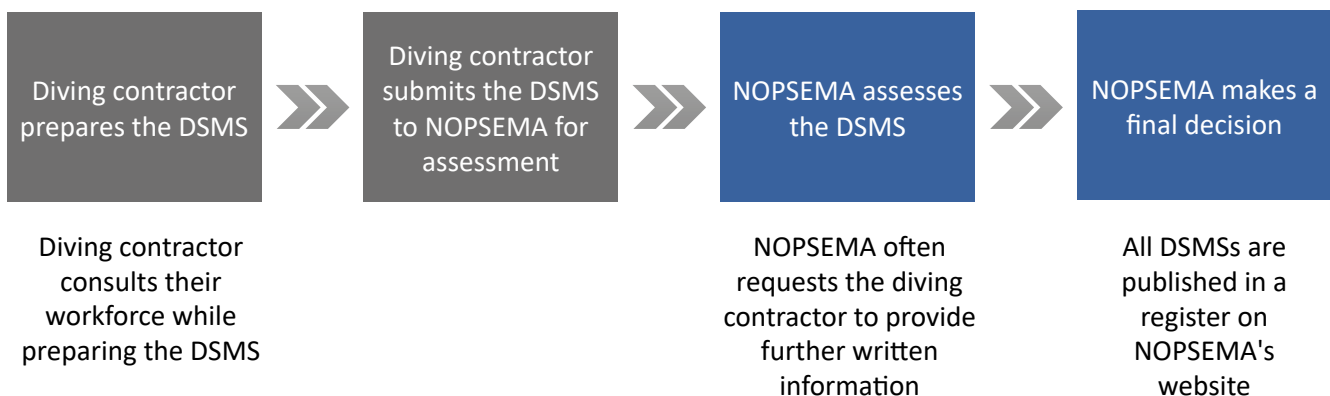 Diving contractor
prepares the DSMS
Diving contractor
submits the DSMS
to NOPSEMA for
assessment
NOPSEMA assesses
the DSMS
NOPSEMA makes a
final decision
Diving contractor
consults their
workforce while
preparing the DSMS
NOPSEMA often
requests the diving
contractor to provide
further written
information
All DSMSs are
published in a
register on
NOPSEMA's
website